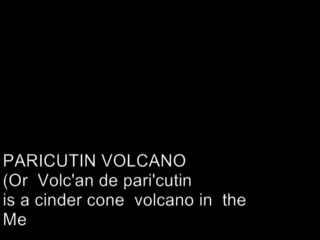 PARICUTIN VOLCANO
(Or Volc'an de pari'cutin
is a cinder cone volcano in the
Me